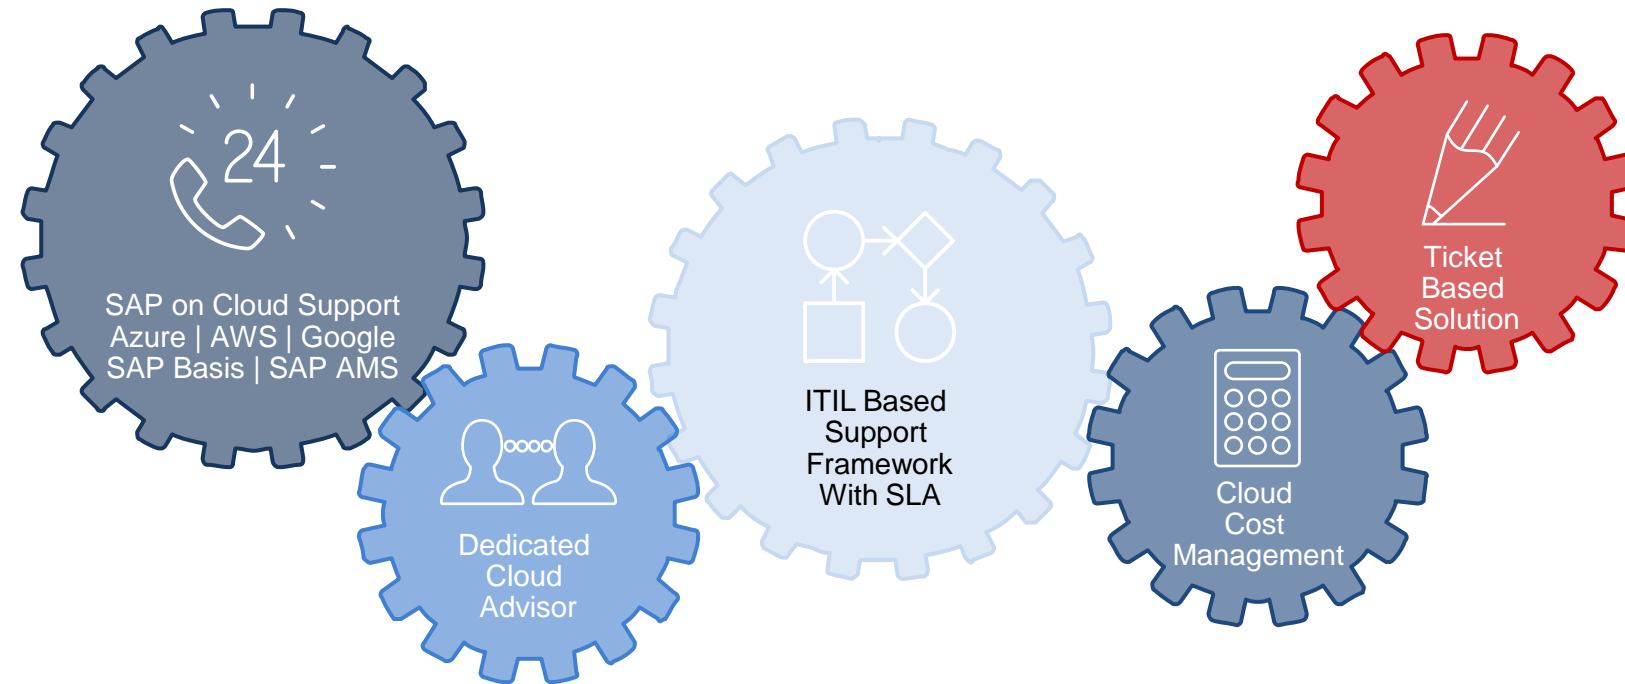 24
SAP on Cloud Support
Azure | AWS | Google
SAP Basis | SAP AMS
Dedicated
Cloud
Advisor
ITIL Based
Support
Framework
With SLA
Cloud
Cost
Management
Ticket
Based
Solution